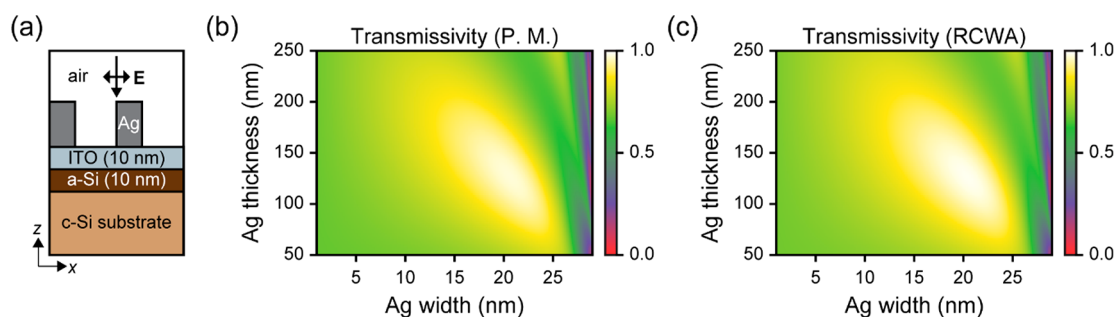 (a)
air
E
Ag
ITO (10 nm)
a-Si (10 nm)
c-Si substrate
z
x
(b)
Transmissivity (P. M.)
Ag thickness (nm)
250
200
150
100
50
5 10 15 20 25
Ag width (nm)
1.0
0.5
0.0
(c)
Transmissivity (RCWA)
Ag thickness (nm)
250
200
150
100
50
5 10 15 20 25
Ag width (nm)
1.0
0.5
0.0